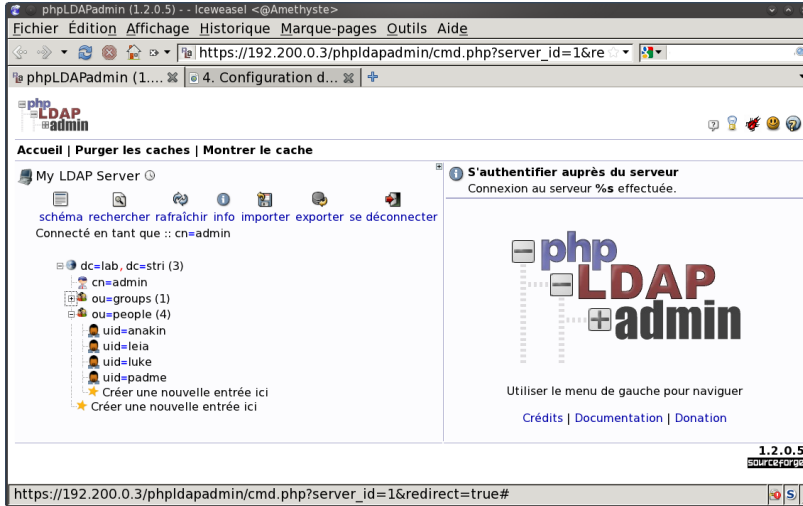 phpLDAPadmin (1.2.0.5) - - Iceweasel <@Amethyste>
Fichier Édition Affichage Historique Marque-pages Outils Aide
https://192.200.0.3/phpldapadmin/cmd.php?server_id=1&re
phpLDAPadmin (1....
4. Configuration d...
php
LDAP
admin
Accueil | Purger les caches | Montrer le cache
My LDAP Server
schéma rechercher rafraîchir info importer exporter se déconnecter
Connecté en tant que :: cn=admin
dc=lab, dc=stri (3)
cn=admin
ou=groups (1)
ou=people (4)
uid=anakin
uid=leia
uid=luke
uid=padme
Créer une nouvelle entrée ici
Créer une nouvelle entrée ici
S'authentifier auprès du serveur
Connexion au serveur %s effectuée.
php
LDAP
admin
Utiliser le menu de gauche pour naviguer
Crédits | Documentation | Donation
1.2.0.5
sourceforge
https://192.200.0.3/phpldapadmin/cmd.php?server_id=1&redirect=true#